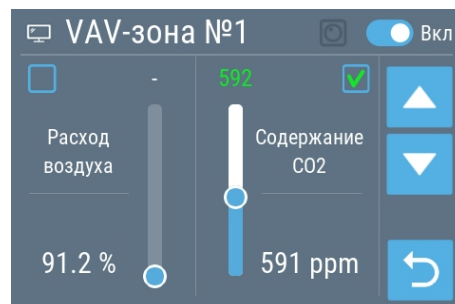 VAV-зона №1
Вкл
-
592
Расход
воздуха
Содержание
CO2
91.2 %
591 ppm